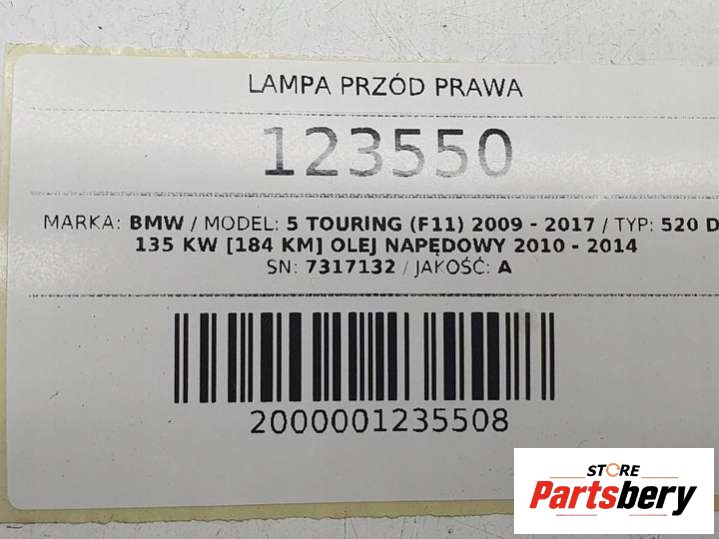 LAMPA PRZÓD PRAWA
123550
MARKA: BMW / MODEL: 5 TOURING (F11) 2009 - 2017 / TYP: 520 D
135 KW [184 KM] OLEJ NAPĘDOWY 2010 - 2014
SN: 7317132 / JAKOŚĆ: A
2000001235508
STORE
Partsbery